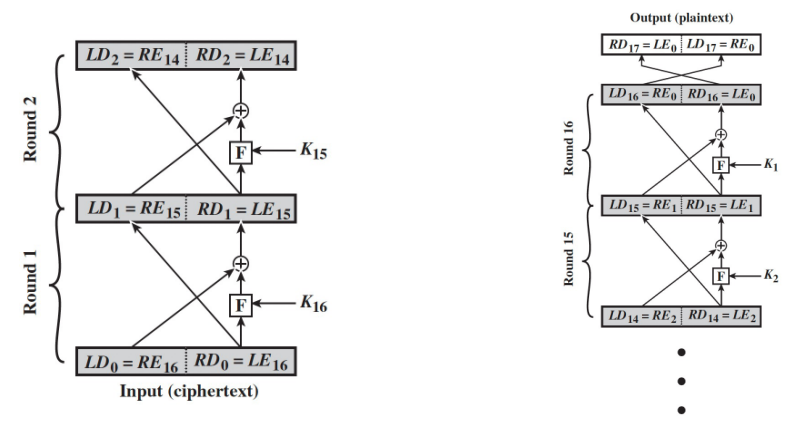 LD2 = RE14 RD2 = LE14
Round 2
F
K15
LD1 = RE15 RD1 = LE15
Round 1
F
K16
LD0 = RE16 RD0 = LE16
Input (ciphertext)
Output (plaintext)
RD17 = LE0 LD17 = RE0
LD16 = RE0 RD16 = LE0
Round 16
F
K1
LD15 = RE1 RD15 = LE1
Round 15
F
K2
LD14 = RE2 RD14 = LE2